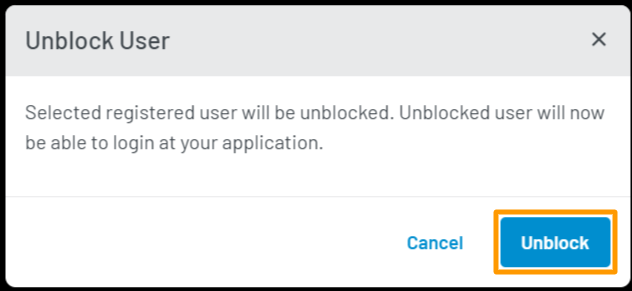 Unblock User
Selected registered user will be unblocked. Unblocked user will now
be able to login at your application.
Cancel
Unblock